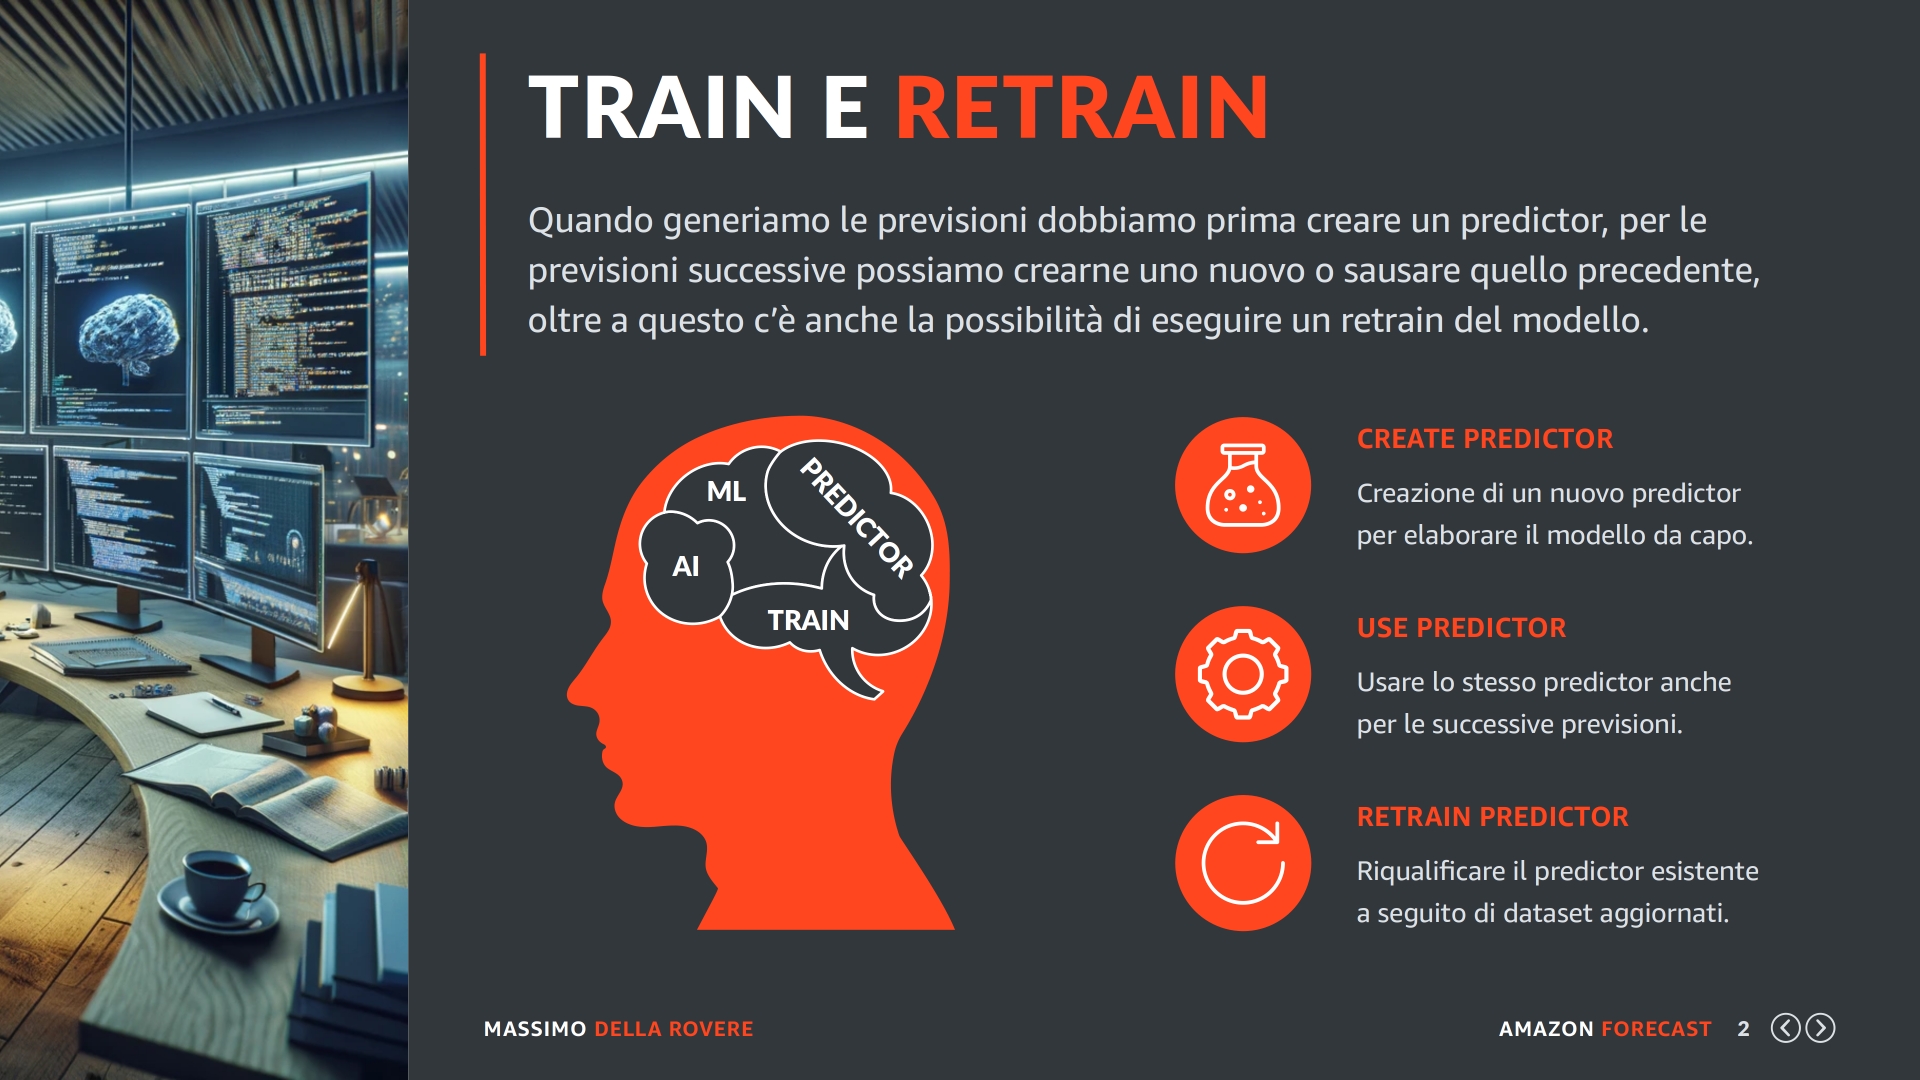 TRAIN E RETRAIN
Quando generiamo le previsioni dobbiamo prima creare un predictor, per le
previsioni successive possiamo crearne uno nuovo o sausare quello precedente,
oltre a questo c’è anche la possibilità di eseguire un retrain del modello.
ML
PREDICTOR
AI
TRAIN
CREATE PREDICTOR
Creazione di un nuovo predictor
per elaborare il modello da capo.
USE PREDICTOR
Usare lo stesso predictor anche
per le successive previsioni.
RETRAIN PREDICTOR
Riqualificare il predictor esistente
a seguito di dataset aggiornati.
MASSIMO DELLA ROVERE
AMAZON FORECAST 2